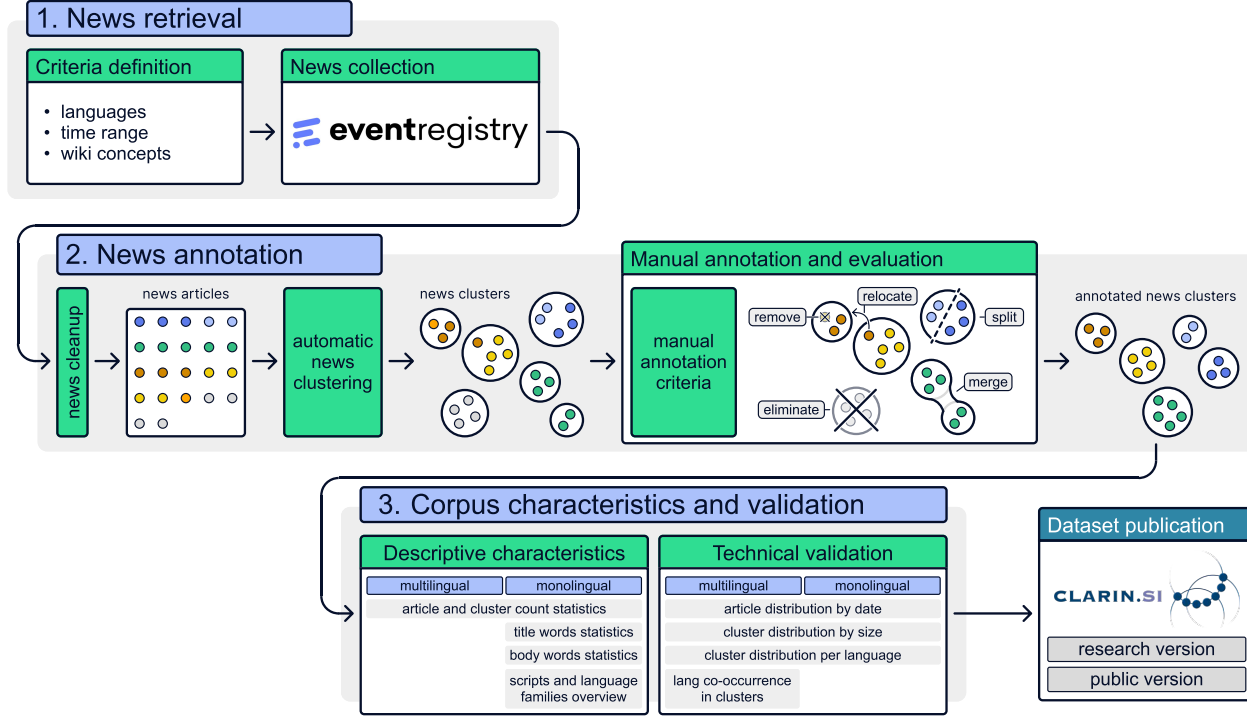 1. News retrieval
Criteria definition
• languages
• time range
• wiki concepts
News collection
eventregistry
2. News annotation
news cleanup
news articles
automatic
news
clustering
news clusters
Manual annotation and evaluation
manual
annotation
criteria
remove
relocate
split
merge
eliminate
annotated news clusters
3. Corpus characteristics and validation
Descriptive characteristics
multilingual
monolingual
article and cluster count statistics
title words statistics
body words statistics
scripts and language
families overview
Technical validation
multilingual
monolingual
article distribution by date
cluster distribution by size
cluster distribution per language
lang co-occurrence
in clusters
Dataset publication
CLARIN.SI
research version
public version